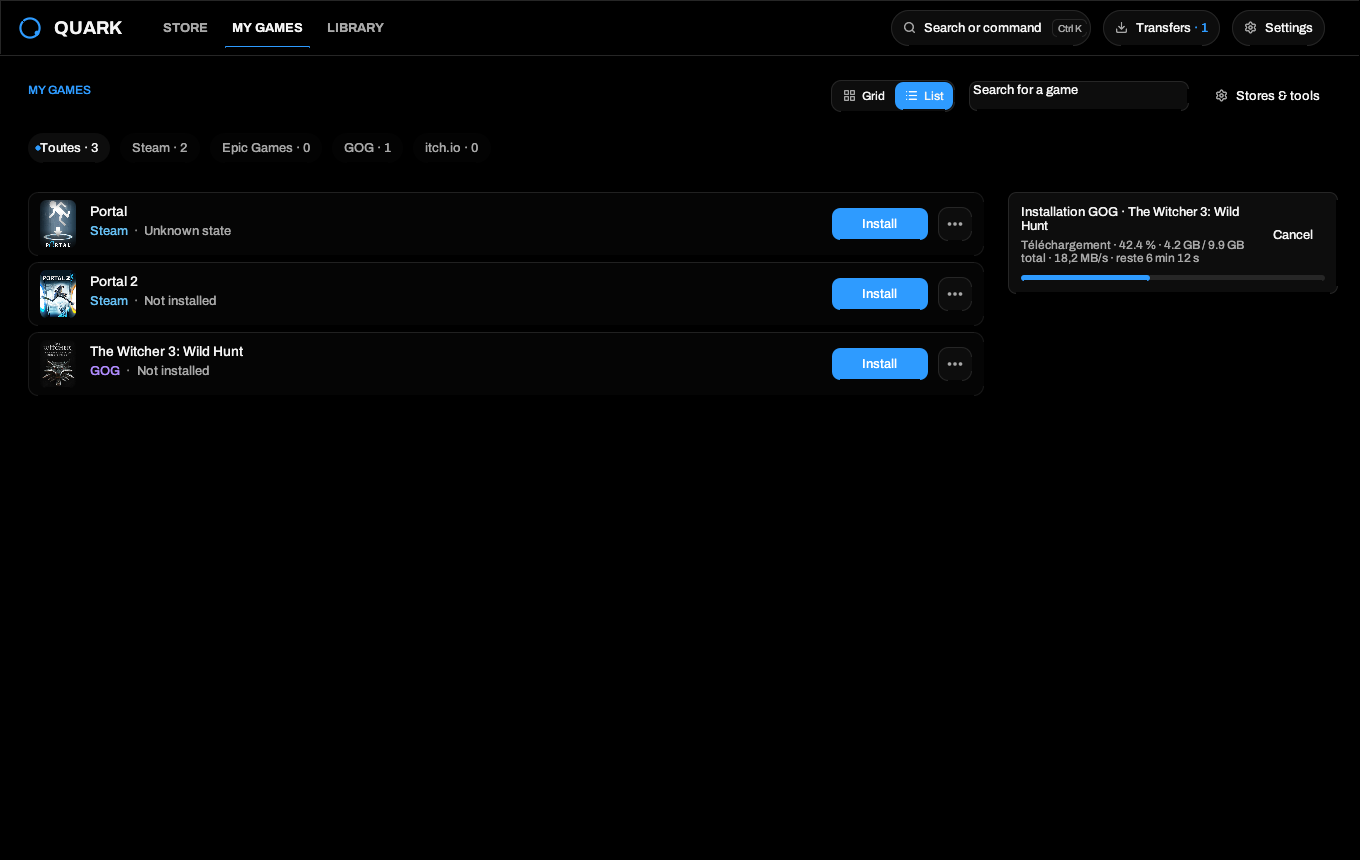 QUARK
STORE
MY GAMES
LIBRARY
Search or command
Ctrl K
Transfers · 1
Settings
MY GAMES
Grid
List
Search for a game
Stores & tools
Toutes · 3
Steam · 2
Epic Games · 0
GOG · 1
itch.io · 0
PORTAL
Portal
Steam · Unknown state
Install
PORTAL 2
Portal 2
Steam · Not installed
Install
WITCHER
The Witcher 3: Wild Hunt
GOG · Not installed
Install
Installation GOG · The Witcher 3: Wild
Hunt
Téléchargement · 42.4 % · 4.2 GB / 9.9 GB
total · 18,2 MB/s · reste 6 min 12 s
Cancel